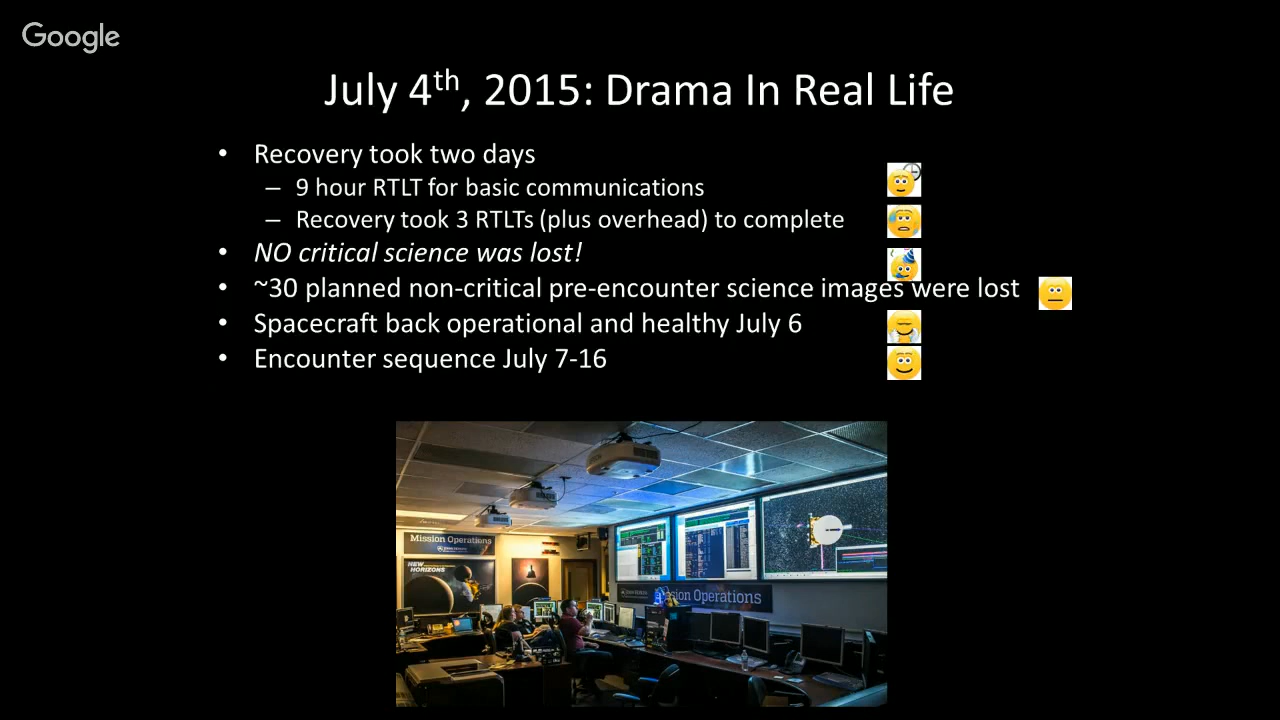 Google
July 4th, 2015: Drama In Real Life
• Recovery took two days
– 9 hour RTLT for basic communications
– Recovery took 3 RTLTs (plus overhead) to complete
• NO critical science was lost!
• ~30 planned non-critical pre-encounter science images were lost
• Spacecraft back operational and healthy July 6
• Encounter sequence July 7-16
Mission Operations
NEW
HORIZONS
Operations